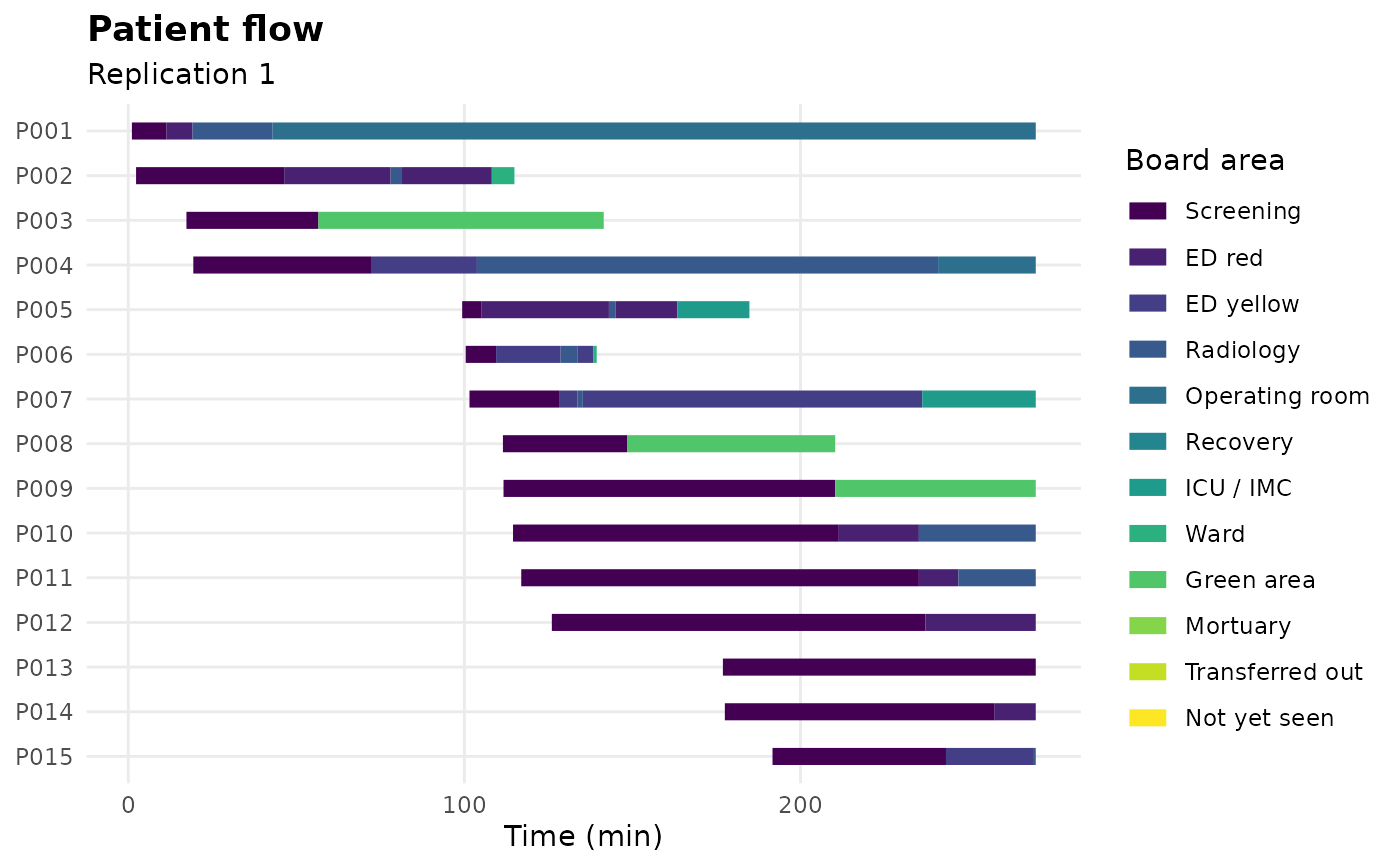 Patient flow
Replication 1
P001
P002
P003
P004
P005
P006
P007
P008
P009
P010
P011
P012
P013
P014
P015
0 100 200
Time (min)
Board area
Screening
ED red
ED yellow
Radiology
Operating room
Recovery
ICU / IMC
Ward
Green area
Mortuary
Transferred out
Not yet seen